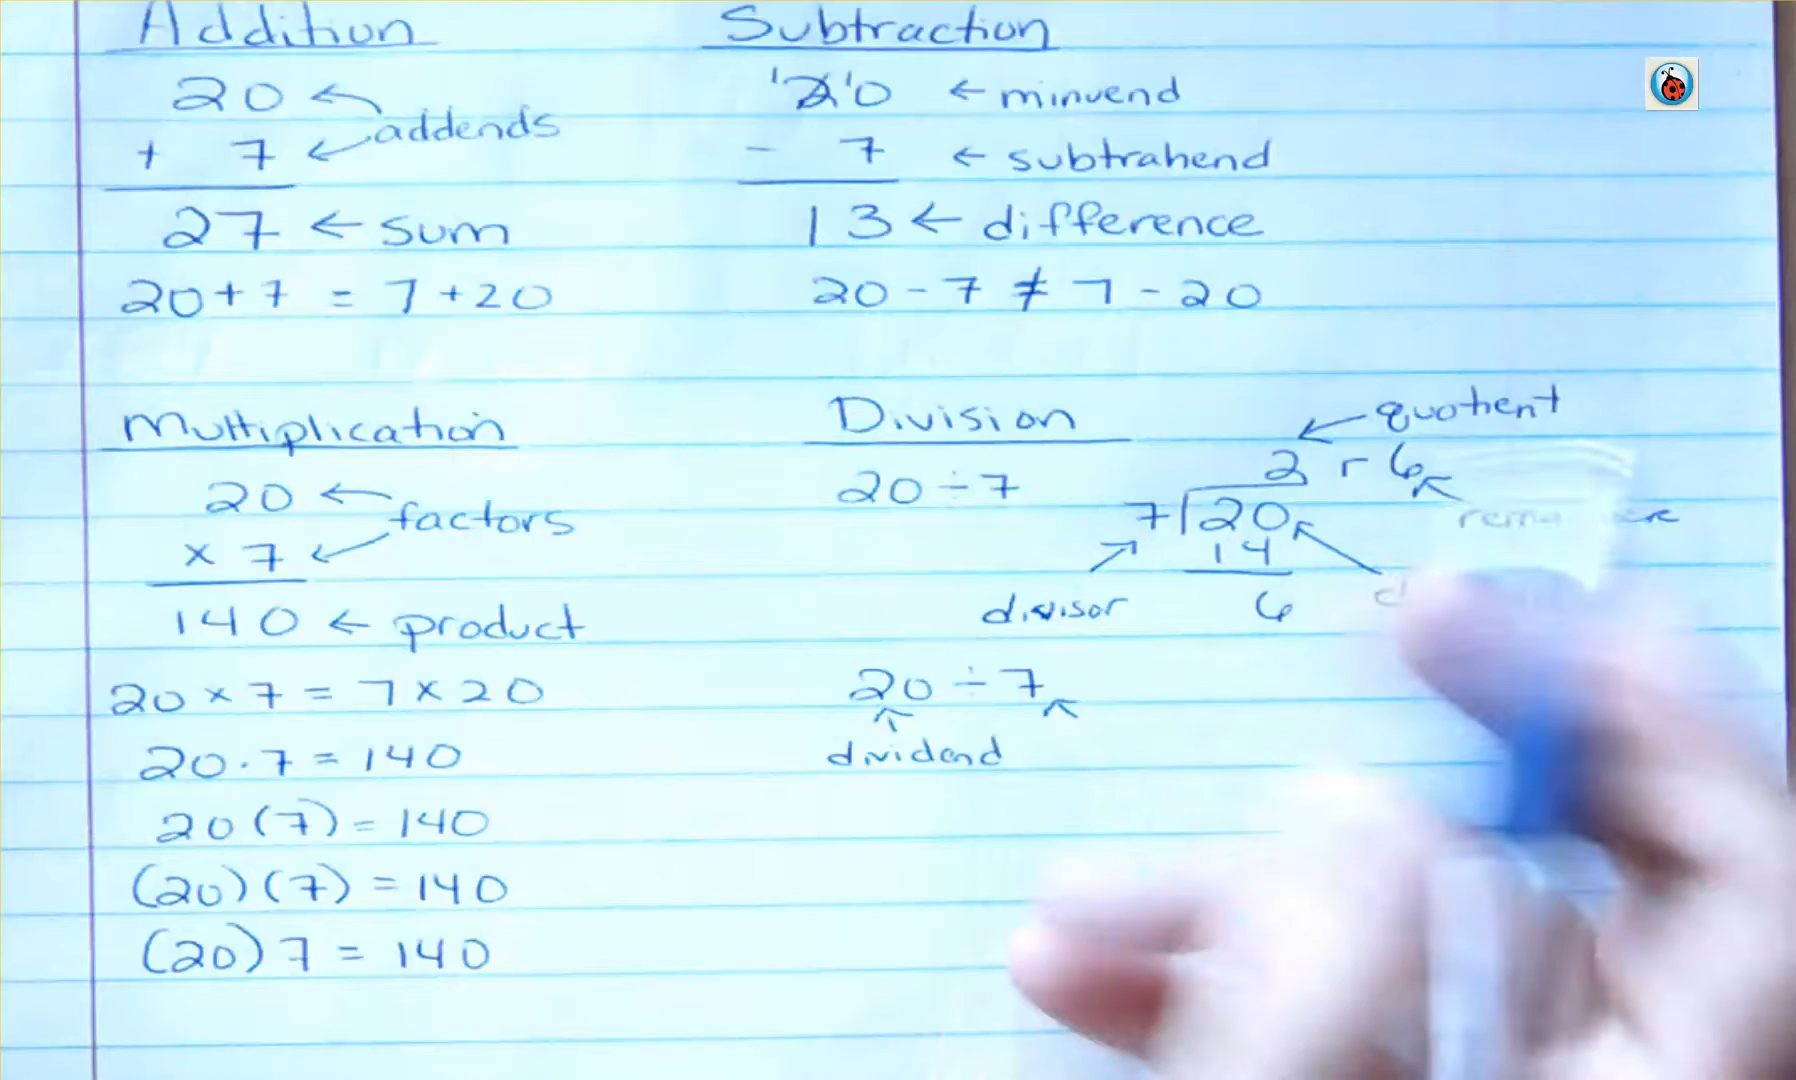 Addition
20
+ 7
addends
27 ← sum
20 + 7 = 7 + 20
Subtraction
'2'0 ← minuend
- 7 ← subtrahend
13 ← difference
20 - 7 ≠ 7 - 20
Multiplication
20
x 7
factors
140 ← product
20 x 7 = 7 x 20
20 · 7 = 140
20 (7) = 140
(20) (7) = 140
(20) 7 = 140
Division
20 ÷ 7
quotient
2 r 6
7 20
14
6
divisor
20 ÷ 7
dividend